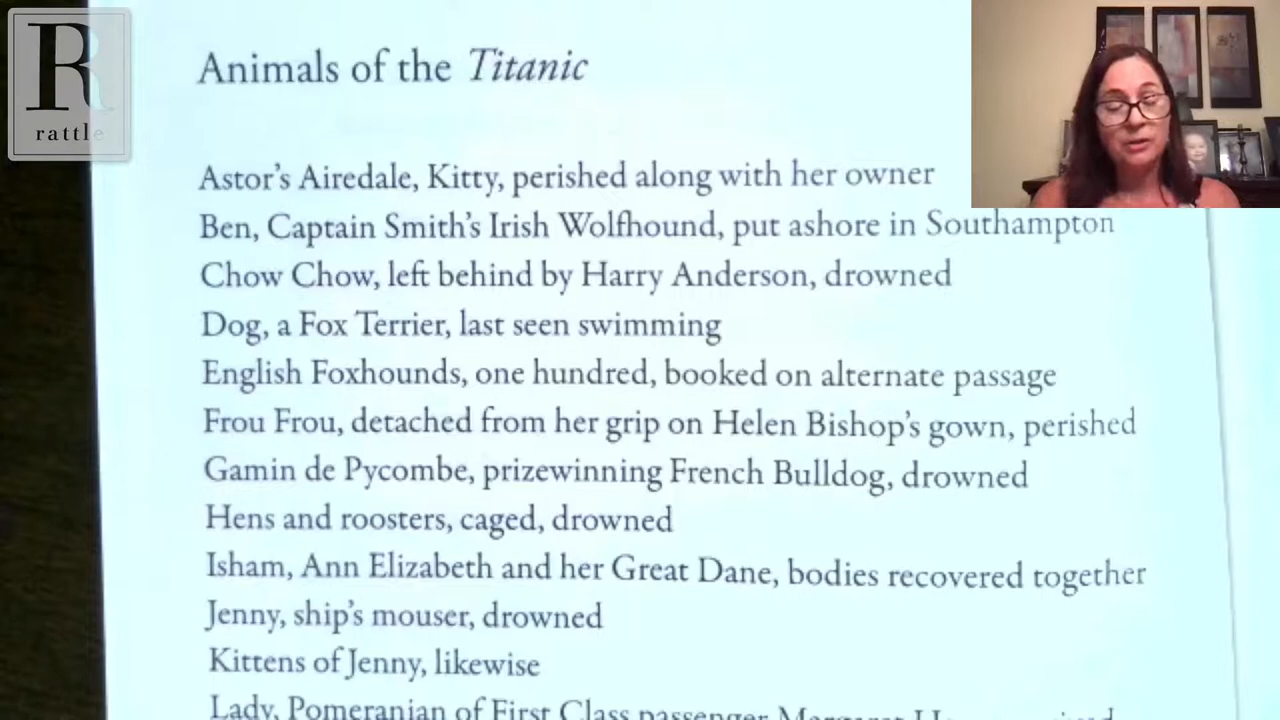 R
rattle
Animals of the Titanic
Astor's Airedale, Kitty, perished along with her owner
Ben, Captain Smith's Irish Wolfhound, put ashore in Southampton
Chow Chow, left behind by Harry Anderson, drowned
Dog, a Fox Terrier, last seen swimming
English Foxhounds, one hundred, booked on alternate passage
Frou Frou, detached from her grip on Helen Bishop's gown, perished
Gamin de Pycombe, prizewinning French Bulldog, drowned
Hens and roosters, caged, drowned
Isham, Ann Elizabeth and her Great Dane, bodies recovered together
Jenny, ship's mouser, drowned
Kittens of Jenny, likewise
Lady, Pomeranian of First Class passenger